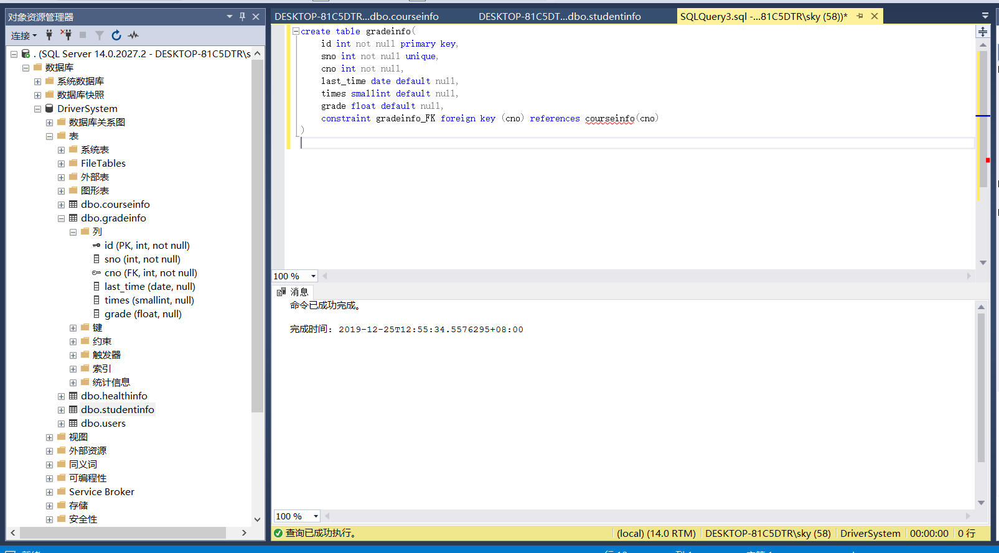 对象资源管理器
连接
. (SQL Server 14.0.2027.2 - DESKTOP-81C5DTR\s
数据库
系统数据库
数据库快照
DriverSystem
数据库关系图
表
系统表
FileTables
外部表
图形表
dbo.courseinfo
dbo.gradeinfo
列
id (PK, int, not null)
sno (int, not null)
cno (FK, int, not null)
last_time (date, null)
times (smallint, null)
grade (float, null)
键
约束
触发器
索引
统计信息
dbo.healthinfo
dbo.studentinfo
dbo.users
视图
外部资源
同义词
可编程性
Service Broker
存储
安全性
DESKTOP-81C5DTR...dbo.courseinfo
DESKTOP-81C5DT...dbo.studentinfo
SQLQuery3.sql -...81C5DTR\sky (58))*
create table gradeinfo(
id int not null primary key,
sno int not null unique,
cno int not null,
last_time date default null,
times smallint default null,
grade float default null,
constraint gradeinfo_FK foreign key (cno) references courseinfo(cno)
)
100 %
消息
命令已成功完成。
完成时间: 2019-12-25T12:55:34.5576295+08:00
100 %
查询已成功执行。
(local) (14.0 RTM)
DESKTOP-81C5DTR\sky (58)
DriverSystem
00:00:00
0 行